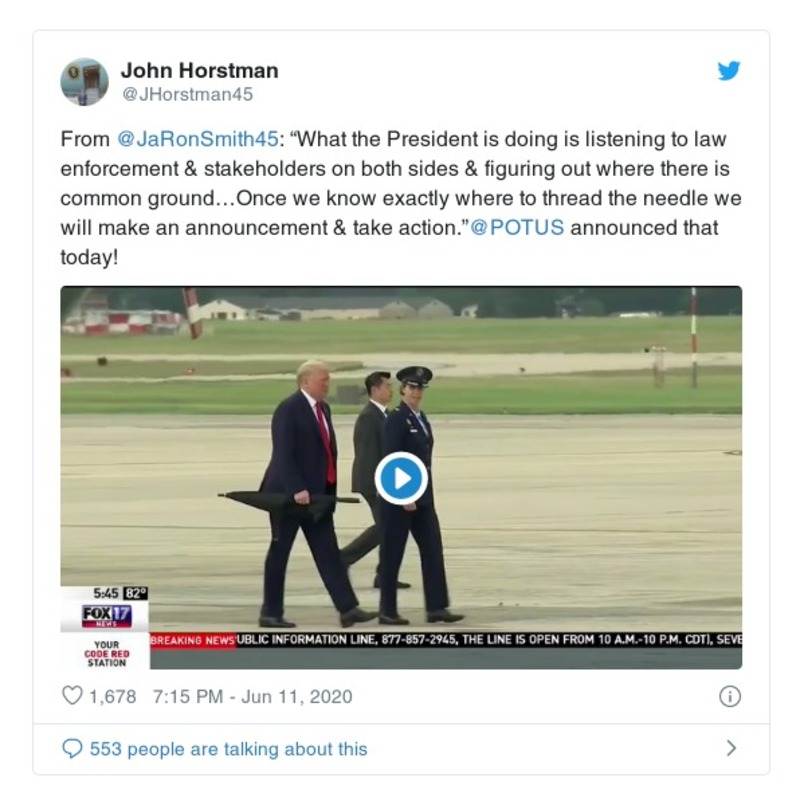 John Horstman
@JHorstman45
From @JaRonSmith45: “What the President is doing is listening to law
enforcement & stakeholders on both sides & figuring out where there is
common ground…Once we know exactly where to thread the needle we
will make an announcement & take action.”@POTUS announced that
today!
5:45 82°
FOX 17
NEWS
YOUR
CODE RED
STATION
BREAKING NEWS UBLIC INFORMATION LINE, 877-857-2945, THE LINE IS OPEN FROM 10 A.M.-10 P.M. CDT), SEVE
1,678 7:15 PM - Jun 11, 2020
553 people are talking about this